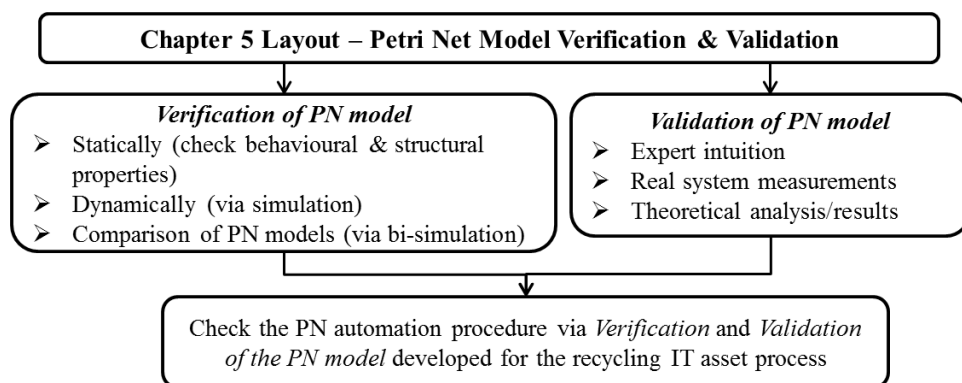 Chapter 5 Layout – Petri Net Model Verification & Validation
Verification of PN model
➢ Statically (check behavioural & structural
properties)
➢ Dynamically (via simulation)
➢ Comparison of PN models (via bi-simulation)
Validation of PN model
➢ Expert intuition
➢ Real system measurements
➢ Theoretical analysis/results
Check the PN automation procedure via Verification and Validation
of the PN model developed for the recycling IT asset process